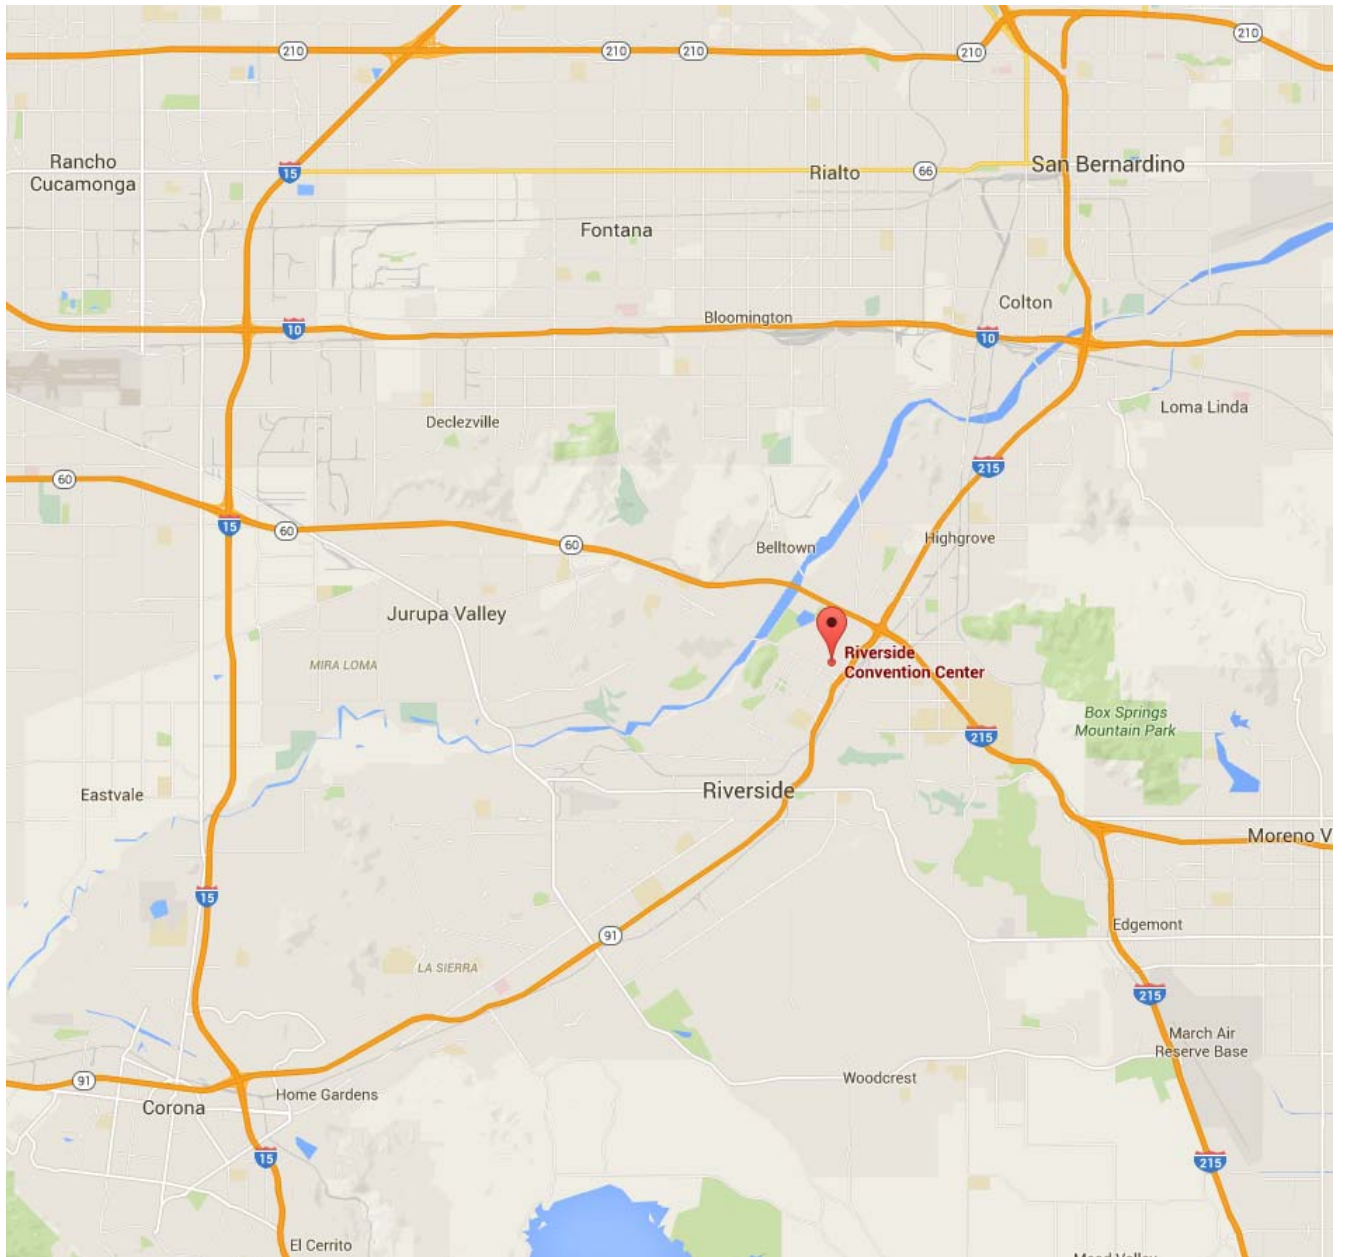 210
210
210
210
210
Rancho
Cucamonga
15
Rialto
66
San Bernardino
Fontana
Colton
Bloomington
10
10
Loma Linda
Declezville
215
60
15
60
60
Belltown
Highgrove
Jurupa Valley
Riverside
Convention Center
MIRA LOMA
Box Springs
Mountain Park
215
Eastvale
Riverside
Moreno V
15
Edgemont
91
LA SIERRA
215
March Air
Reserve Base
91
Home Gardens
Woodcrest
Corona
15
215
El Cerrito